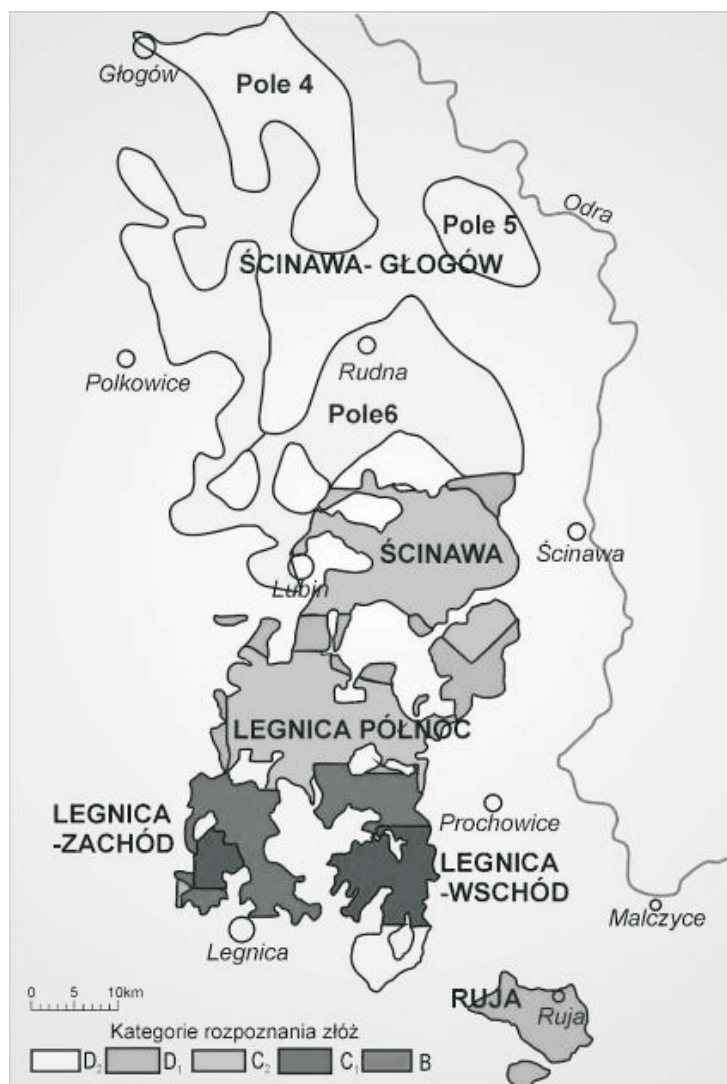 Głogów
Pole 4
Odra
Pole 5
ŚCINAWA- GŁOGÓW
Rudna
Polkowice
Pole6
ŚCINAWA
Ścinawa
Lubin
LEGNICA PÓŁNOC
LEGNICA
-ZACHÓD
Prochowice
LEGNICA
-WSCHÓD
Malczyce
Legnica
RUJA
Ruja
0 5 10km
Kategorie rozpoznania złóż
D₂ D₁ C₂ C₁ B